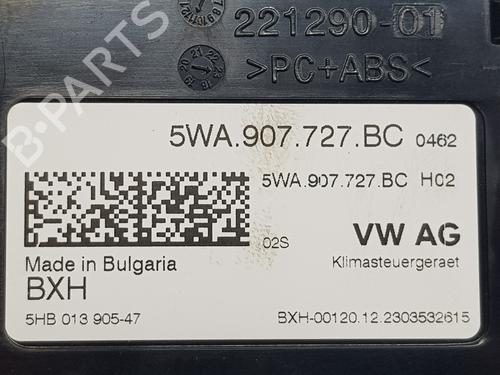 221290-01
>PC+ABS<
5WA.907.727.BC 0462
5WA.907.727.BC H02
02S
VW AG
Made in Bulgaria
Klimasteuergeraet
BXH
5HB 013 905-47
BXH-00120.12.2303532615
B-PARTS